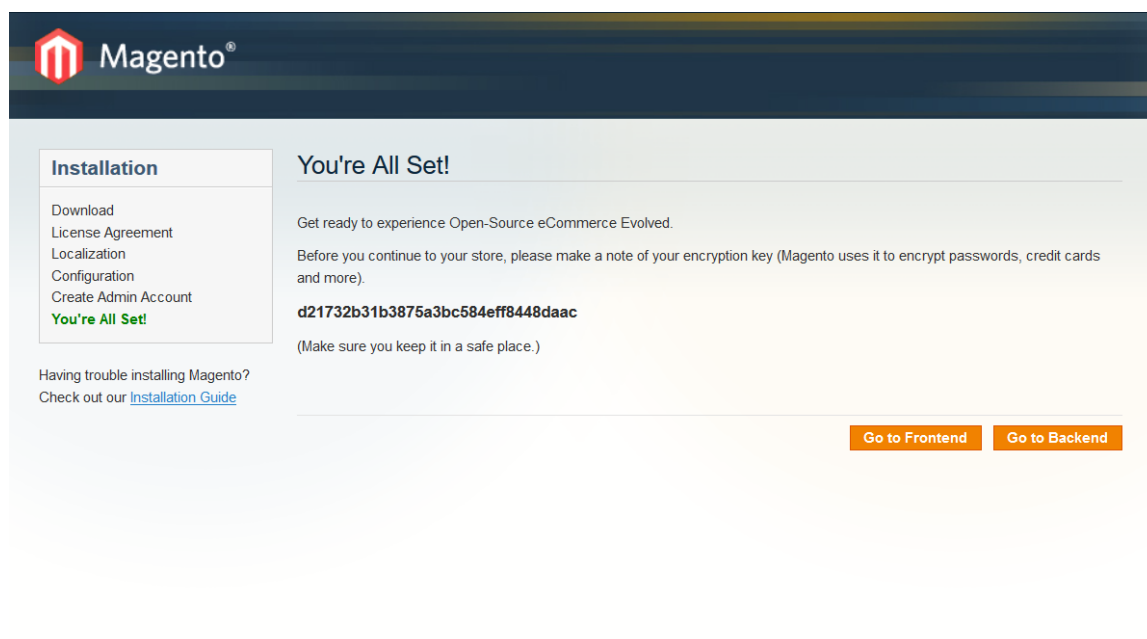 Magento®
Installation
Download
License Agreement
Localization
Configuration
Create Admin Account
You're All Set!
Having trouble installing Magento?
Check out our Installation Guide
You're All Set!
Get ready to experience Open-Source eCommerce Evolved.
Before you continue to your store, please make a note of your encryption key (Magento uses it to encrypt passwords, credit cards
and more).
d21732b31b3875a3bc584eff8448daac
(Make sure you keep it in a safe place.)
Go to Frontend
Go to Backend